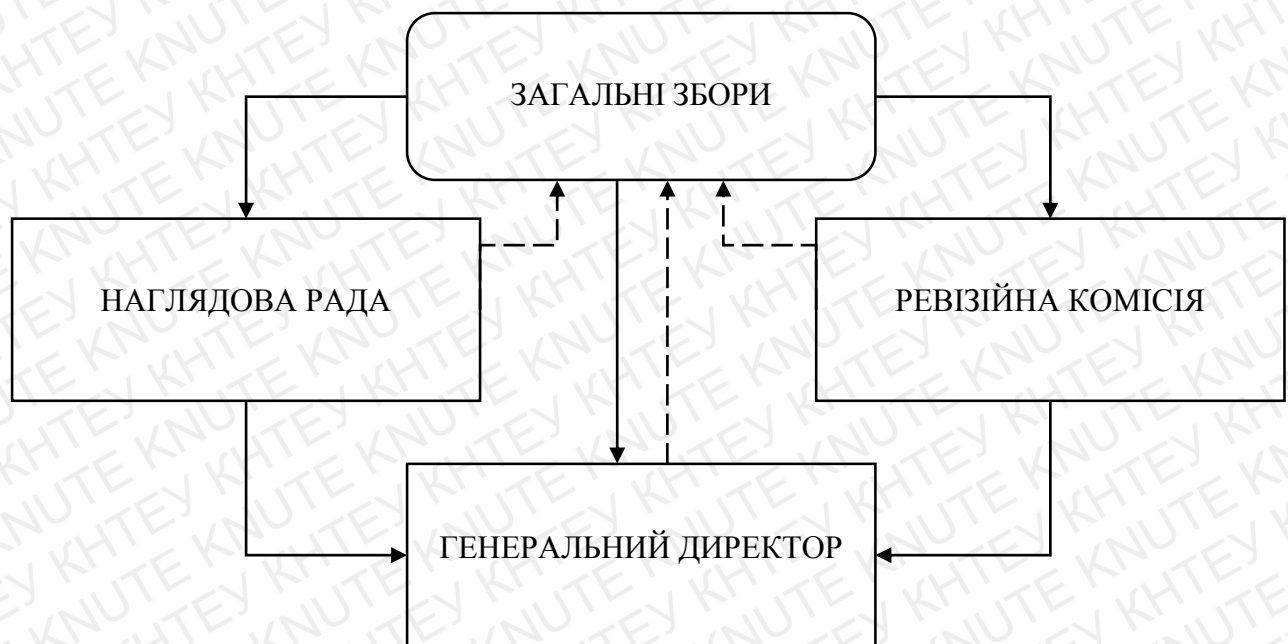 ЗАГАЛЬНІ ЗБОРИ
НАГЛЯДОВА РАДА
РЕВІЗІЙНА КОМІСІЯ
ГЕНЕРАЛЬНИЙ ДИРЕКТОР